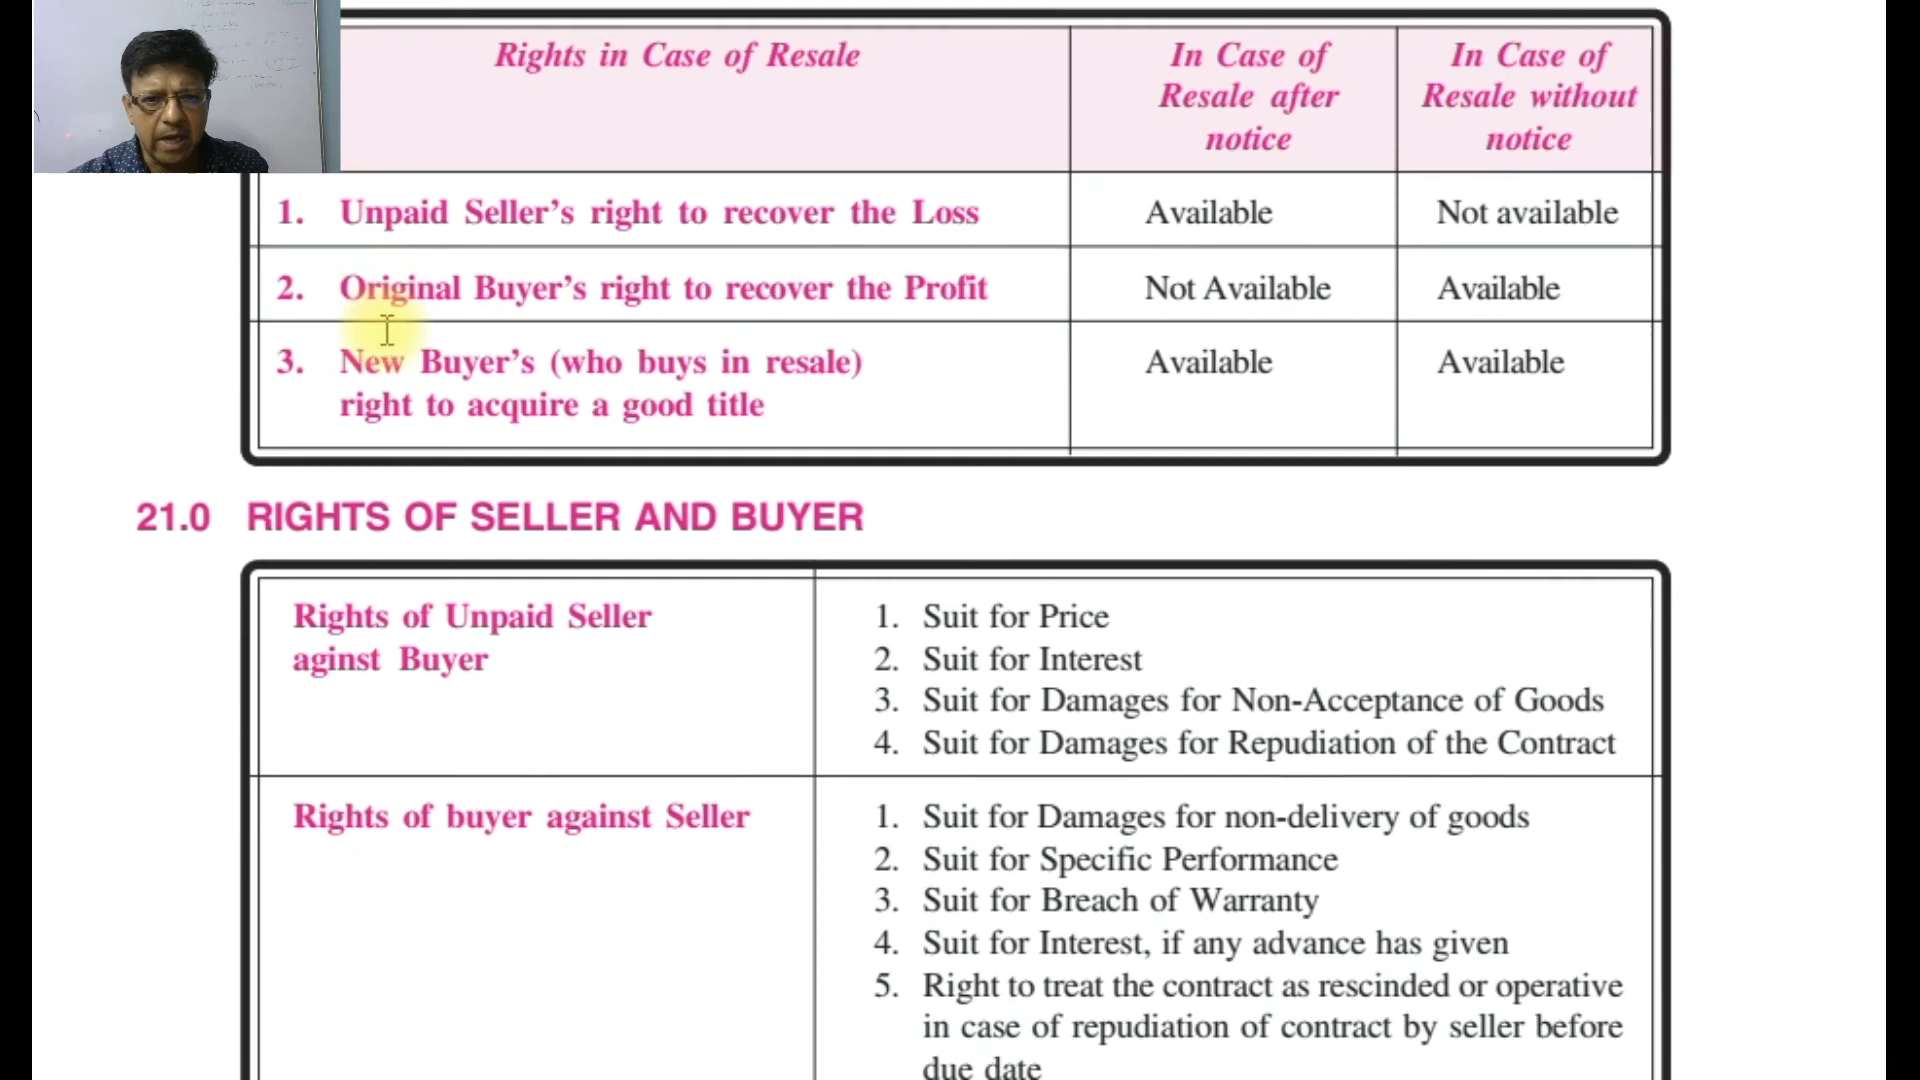 Rights in Case of Resale
In Case of
Resale after
notice
In Case of
Resale without
notice
1. Unpaid Seller's right to recover the Loss
Available
Not available
2. Original Buyer's right to recover the Profit
Not Available
Available
3. New Buyer's (who buys in resale)
right to acquire a good title
Available
Available
21.0 RIGHTS OF SELLER AND BUYER
Rights of Unpaid Seller
aginst Buyer
1. Suit for Price
2. Suit for Interest
3. Suit for Damages for Non-Acceptance of Goods
4. Suit for Damages for Repudiation of the Contract
Rights of buyer against Seller
1. Suit for Damages for non-delivery of goods
2. Suit for Specific Performance
3. Suit for Breach of Warranty
4. Suit for Interest, if any advance has given
5. Right to treat the contract as rescinded or operative
in case of repudiation of contract by seller before
due date